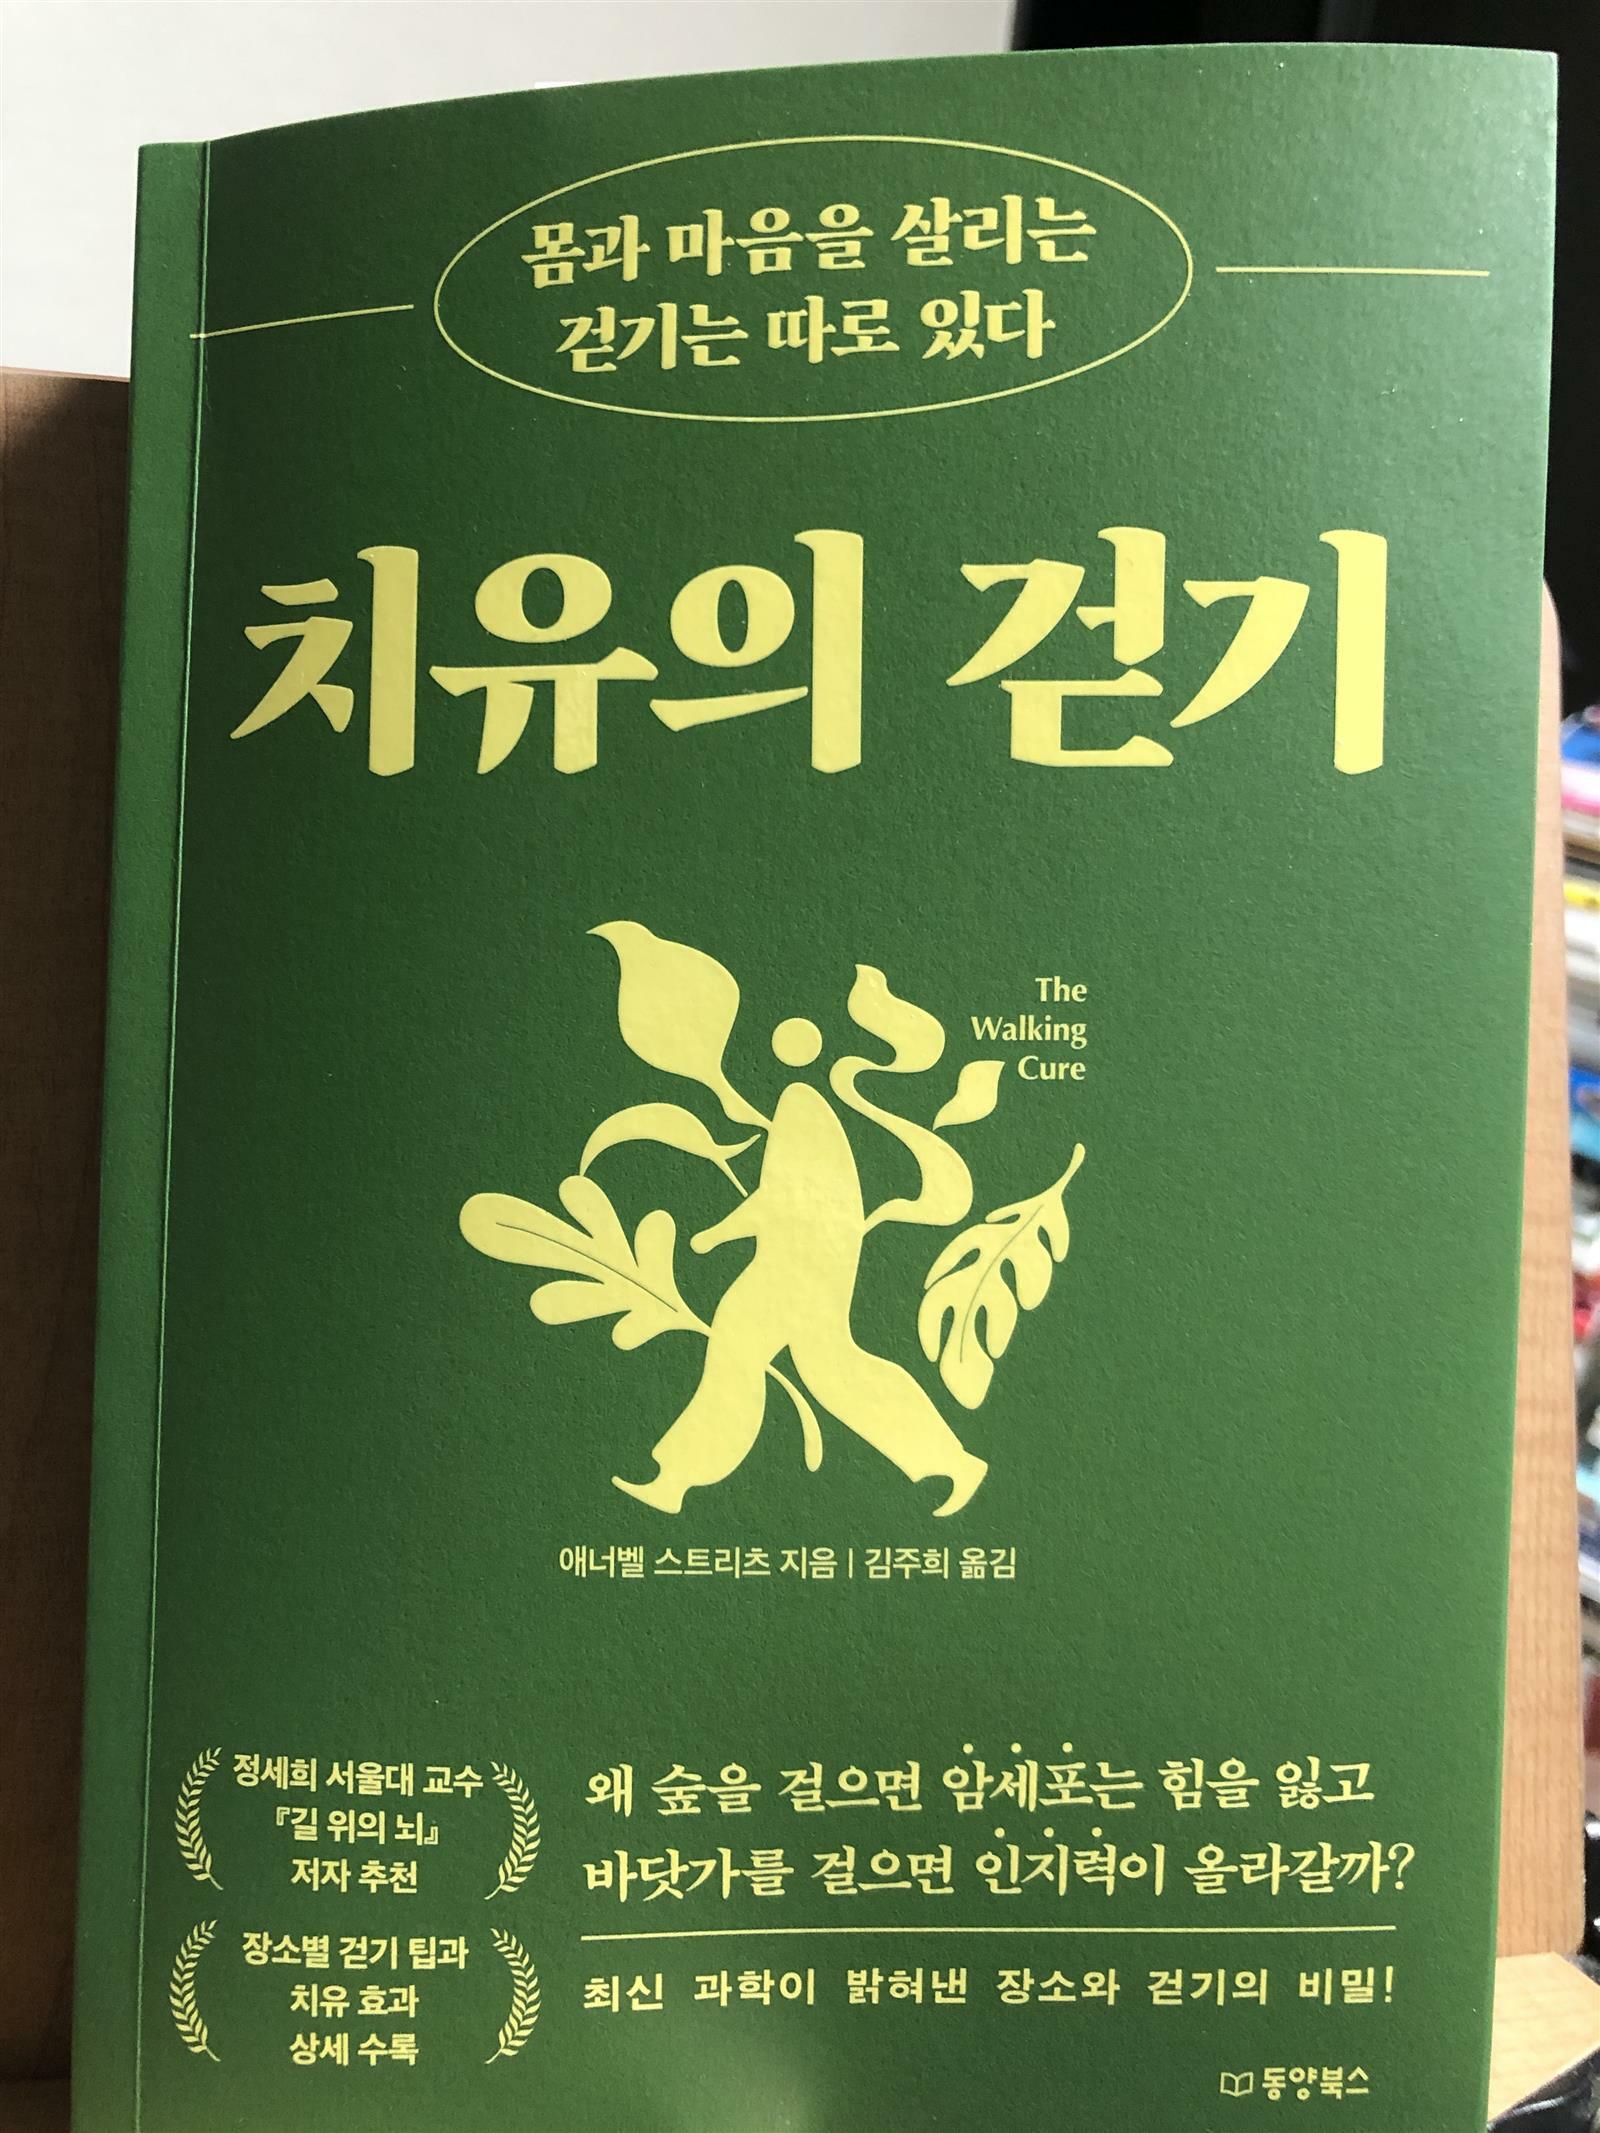 몸과 마음을 살리는
걷기는 따로 있다
치유의 걷기
The
Walking
Cure
애너벨 스트리츠 지음 | 김주희 옮김
정세희 서울대 교수
『길 위의 뇌』
저자 추천
장소별 걷기 팁과
치유 효과
상세 수록
왜 숲을 걸으면 암세포는 힘을 잃고
바닷가를 걸으면 인지력이 올라갈까?
최신 과학이 밝혀낸 장소와 걷기의 비밀!
동양북스